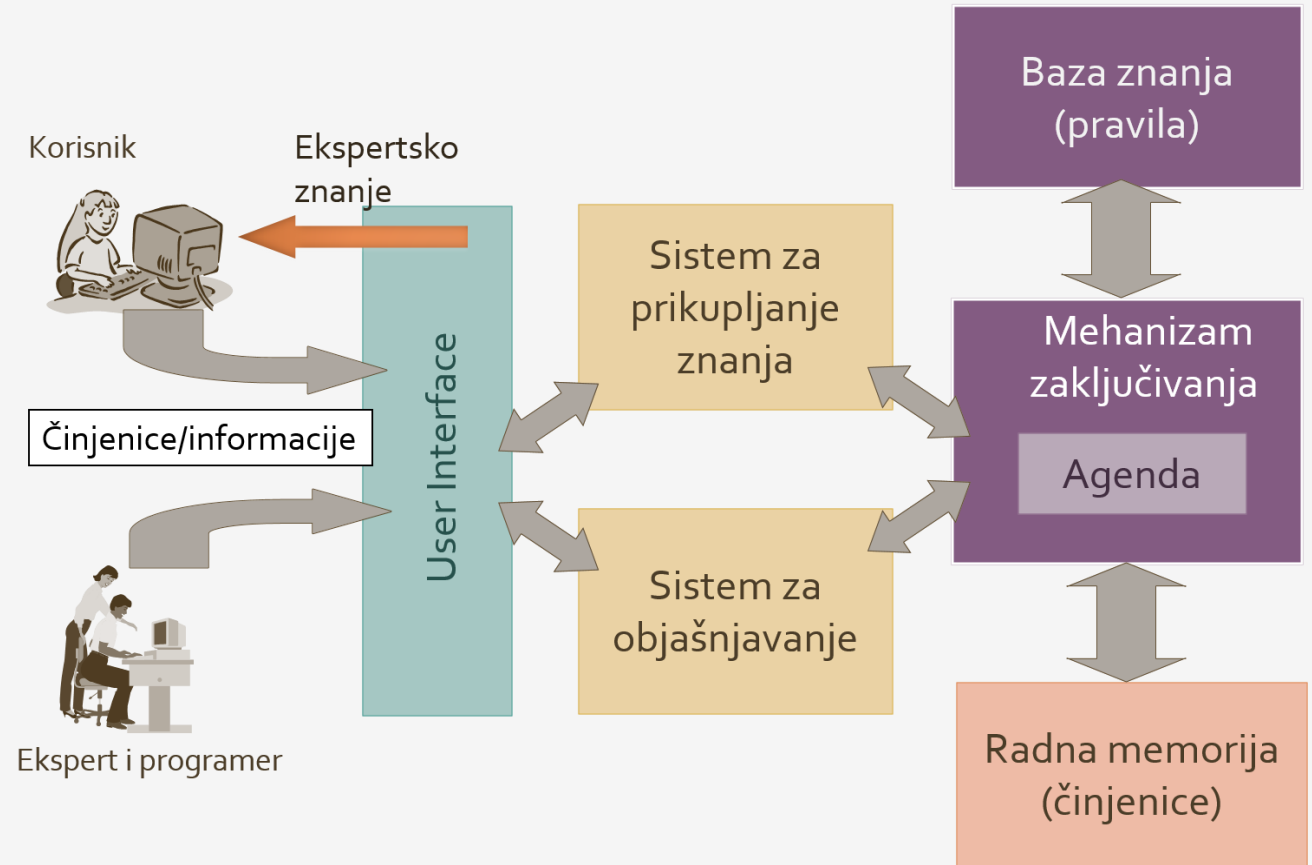 Korisnik
Ekspertsko
znanje
Činjenice/informacije
Ekspert i programer
User Interface
Sistem za
prikupljanje
znanja
Sistem za
objašnjavanje
Baza znanja
(pravila)
Mehanizam
zaključivanja
Agenda
Radna memorija
(činjenice)